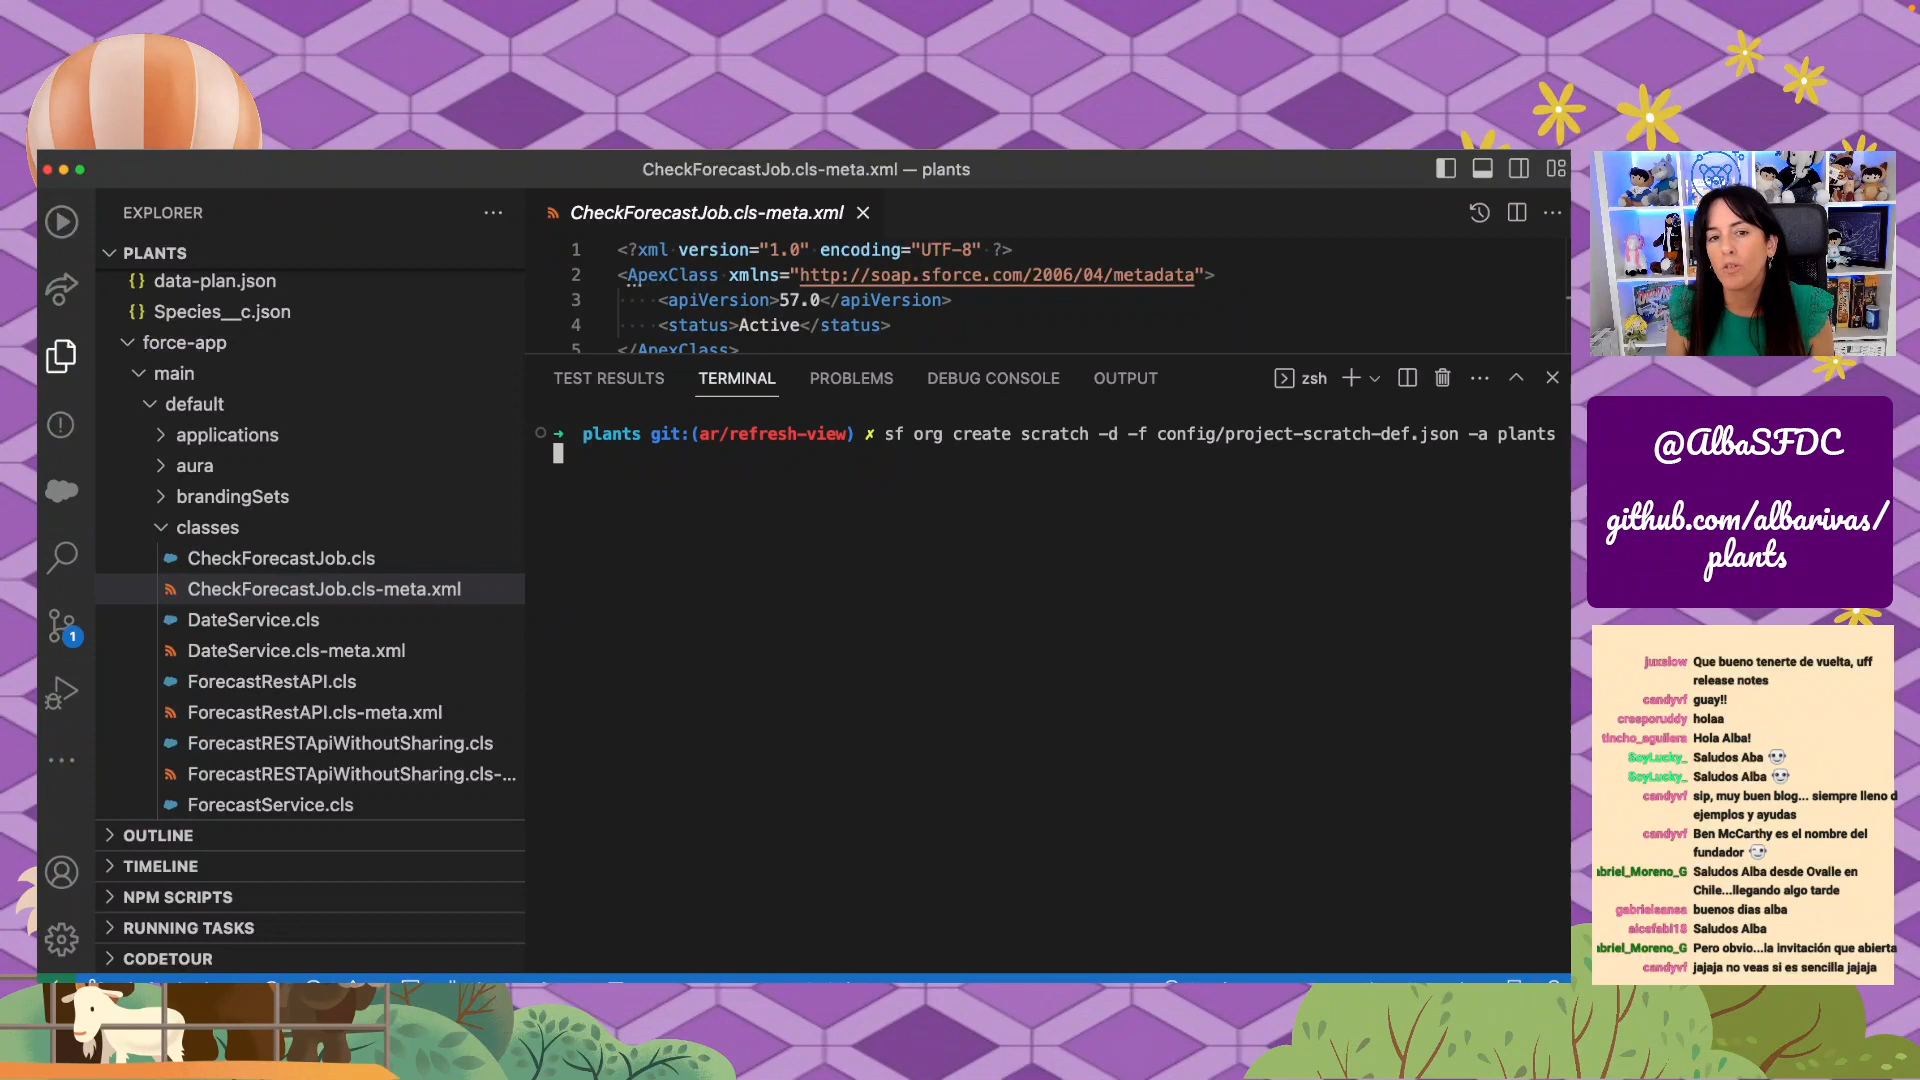 CheckForecastJob.cls-meta.xml — plants
EXPLORER
PLANTS
data-plan.json
Species__c.json
force-app
main
default
applications
aura
brandingSets
classes
CheckForecastJob.cls
CheckForecastJob.cls-meta.xml
DateService.cls
DateService.cls-meta.xml
ForecastRestAPI.cls
ForecastRestAPI.cls-meta.xml
ForecastRESTApiWithoutSharing.cls
ForecastRESTApiWithoutSharing.cls-...
ForecastService.cls
OUTLINE
TIMELINE
NPM SCRIPTS
RUNNING TASKS
CODETOUR
1
CheckForecastJob.cls-meta.xml
1 <?xml version="1.0" encoding="UTF-8" ?>
2 <ApexClass xmlns="http://soap.sforce.com/2006/04/metadata">
3 <apiVersion>57.0</apiVersion>
4 <status>Active</status>
5 </ApexClass>
TEST RESULTS TERMINAL PROBLEMS DEBUG CONSOLE OUTPUT
zsh
plants git:(ar/refresh-view) ✗ sf org create scratch -d -f config/project-scratch-def.json -a plants
@AlbaSFDC
github.com/albarivas/
plants
juxslow Que bueno tenerte de vuelta, uff
release notes
candyvf guay!!
cresporuddy holaa
tincho_aguilera Hola Alba!
SoyLucky_ Saludos Aba
SoyLucky_ Saludos Alba
candyvf sip, muy buen blog... siempre lleno d
ejemplos y ayudas
candyvf Ben McCarthy es el nombre del
fundador
abriel_Moreno_G Saludos Alba desde Ovalle en
Chile...llegando algo tarde
buenos dias alba
Saludos Alba
abriel_Moreno_G Pero obvio...la invitación que abierta
candyvf jajaja no veas si es sencilla jajaja